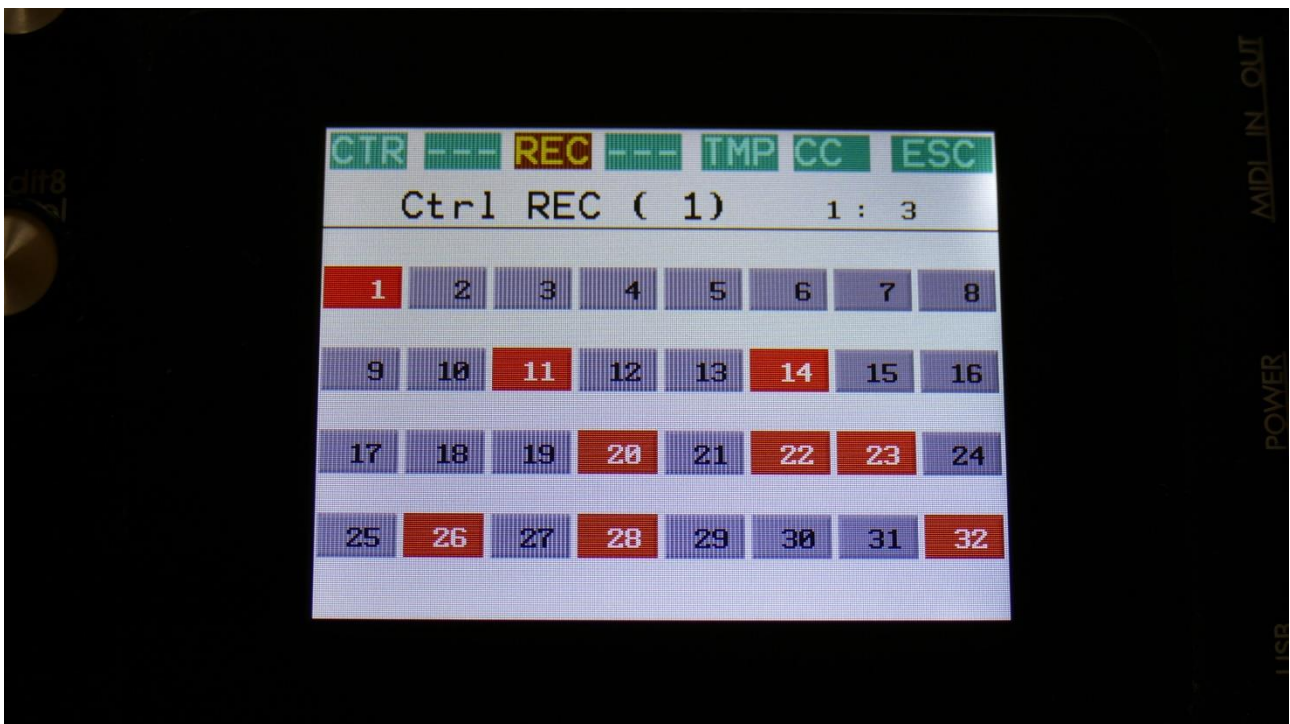 CTR --- REC --- TMP CC ESC
Ctrl REC ( 1) 1: 3
1 2 3 4 5 6 7 8
9 10 11 12 13 14 15 16
17 18 19 20 21 22 23 24
25 26 27 28 29 30 31 32
MIDI IN OUT
POWER
USB